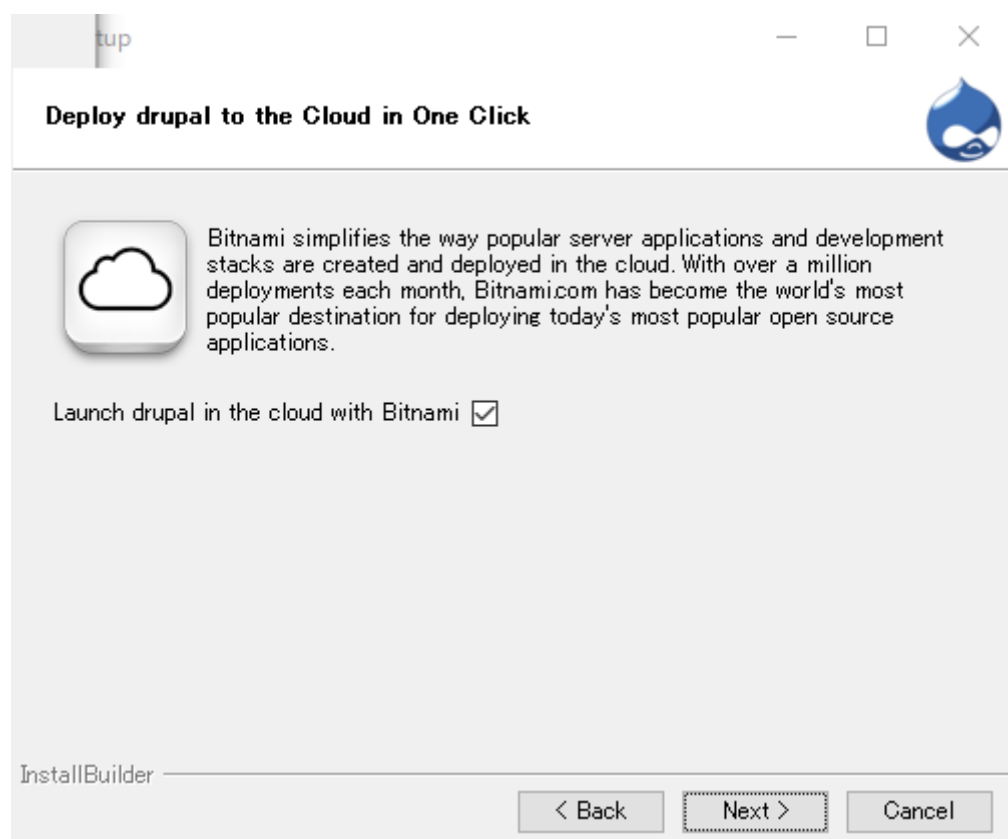 tup
Deploy drupal to the Cloud in One Click
Bitnami simplifies the way popular server applications and development
stacks are created and deployed in the cloud. With over a million
deployments each month, Bitnami.com has become the world's most
popular destination for deploying today's most popular open source
applications.
Launch drupal in the cloud with Bitnami
InstallBuilder
< Back Next > Cancel